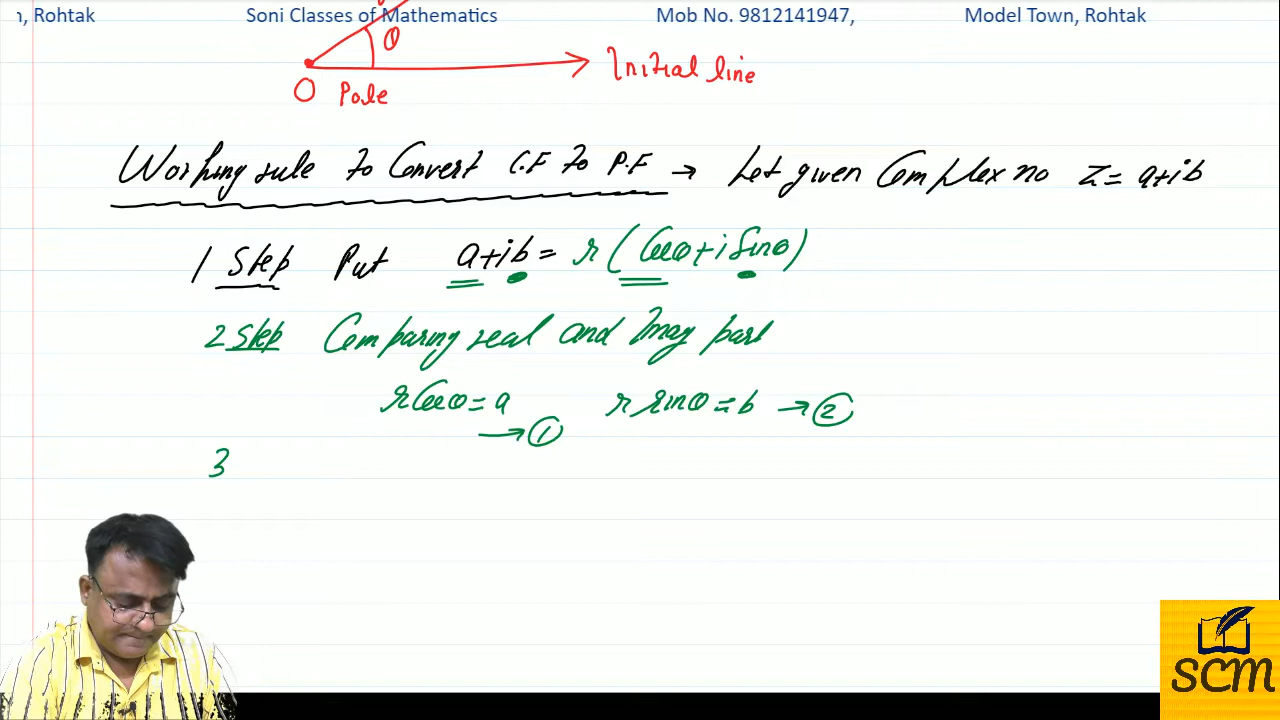 , Rohtak Soni Classes of Mathematics Mob No. 9812141947, Model Town, Rohtak
θ
Initial line
O Pole
Working rule to Convert C.F to P.F → Let given Complex no Z = a+ib
1 Step Put a+ib = r(Cosθ+i Sinθ)
2 Step Comparing real and Imag part
r Cosθ = a r sinθ = b → ②
→ ①
3
SCM